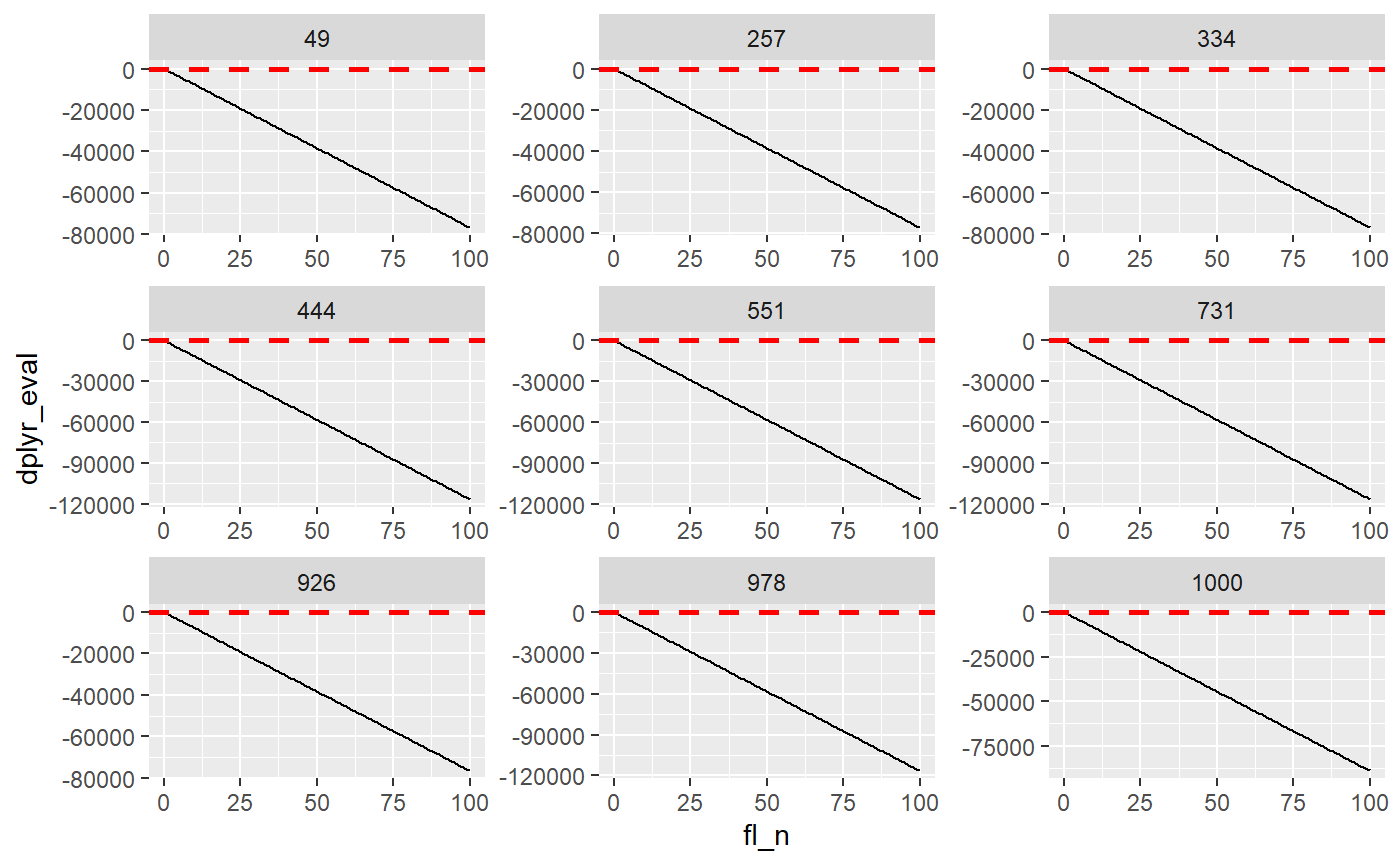 49 257 334
0 0 0
-20000 -20000 -20000
-40000 -40000 -40000
-60000 -60000 -60000
-80000 -80000 -80000
0 25 50 75 100 0 25 50 75 100 0 25 50 75 100
444 551 731
0 0 0
-30000 -30000 -30000
-60000 -60000 -60000
-90000 -90000 -90000
-120000 -120000 -120000
0 25 50 75 100 0 25 50 75 100 0 25 50 75 100
dplyr_eval
926 978 1000
0 0 0
-20000 -30000 -25000
-40000 -60000 -50000
-60000 -90000 -75000
-80000 -120000
0 25 50 75 100 0 25 50 75 100 0 25 50 75 100
fl_n